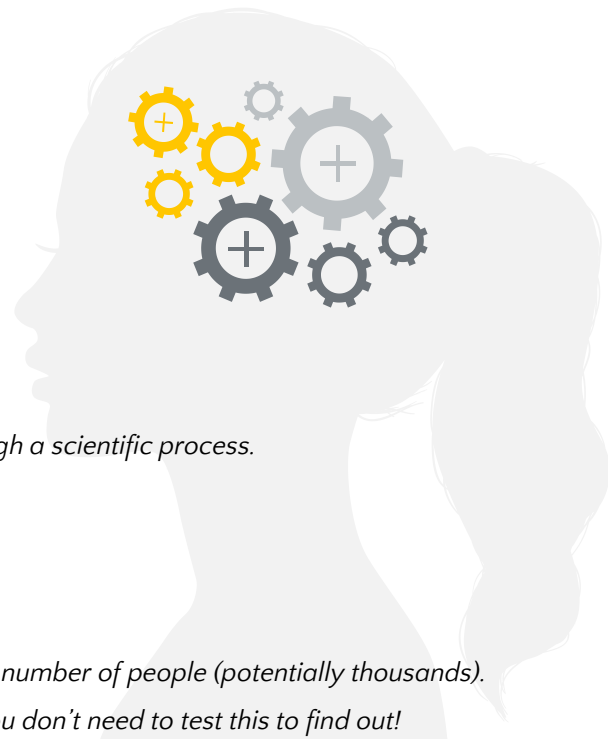 gh a scientific process.
number of people (potentially thousands).
u don't need to test this to find out!